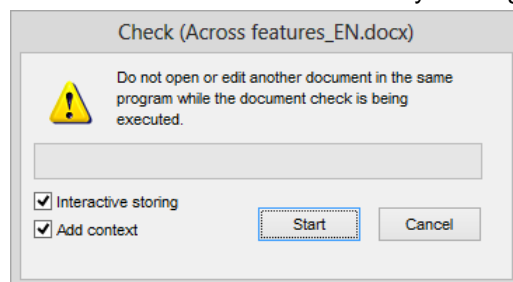 Check (Across features_EN.docx)
Do not open or edit another document in the same
program while the document check is being
executed.
Interactive storing
Add context
Start
Cancel